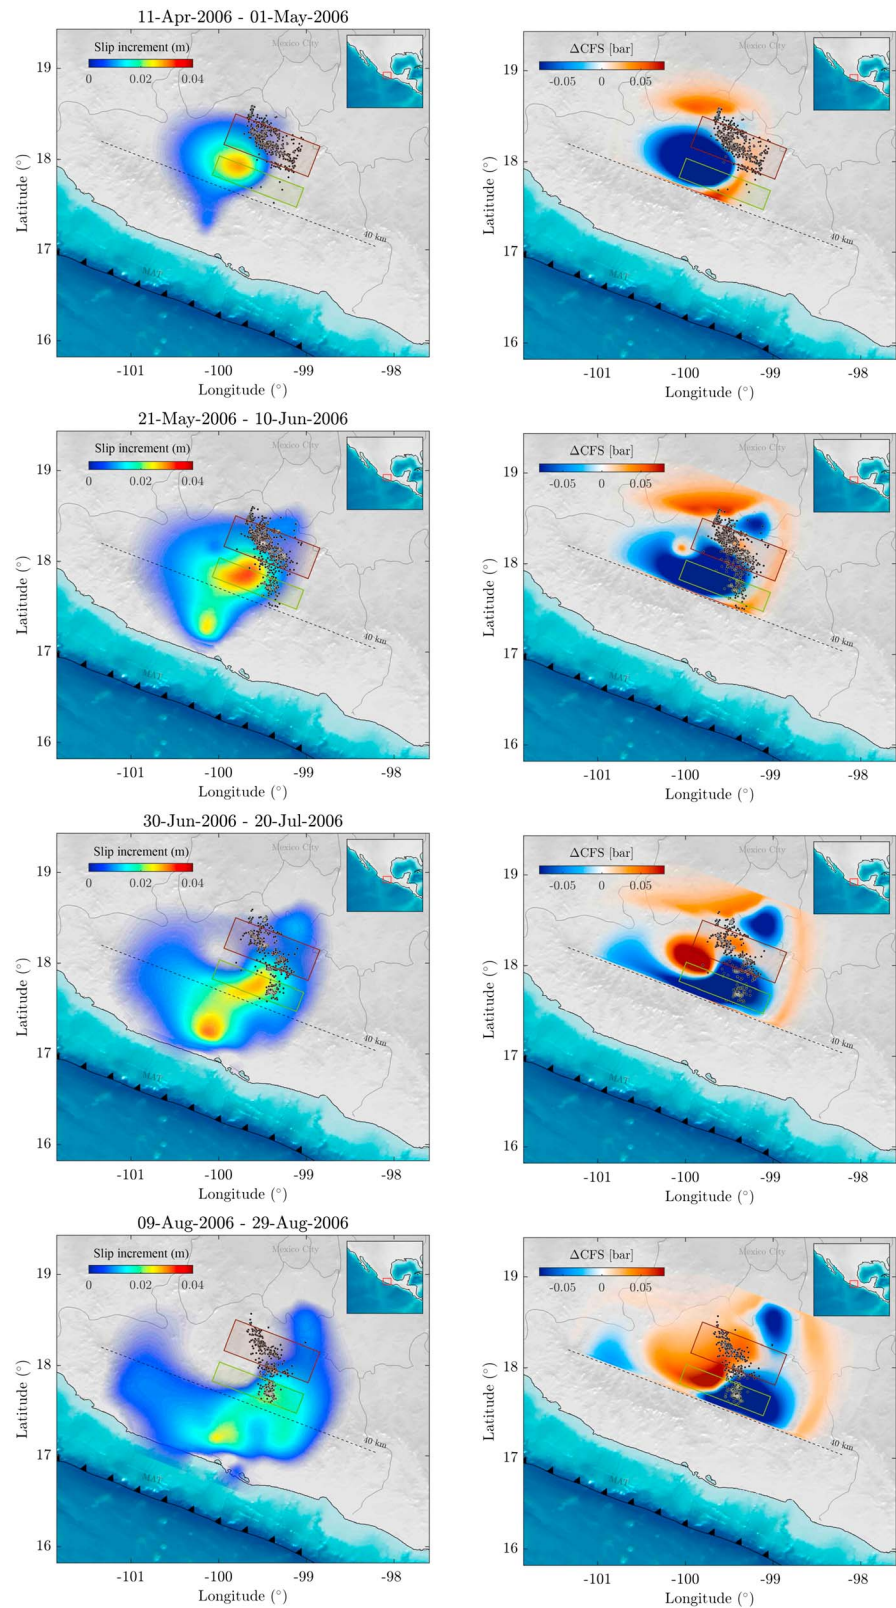 11-Apr-2006 - 01-May-2006
Slip increment (m)
0 0.02 0.04
Mexico City
40 km
MAT
19
18
17
16
Latitude (°)
-101 -100 -99 -98
Longitude (°)
ΔCFS [bar]
-0.05 0 0.05
Mexico City
40 km
MAT
19
18
17
16
Latitude (°)
-101 -100 -99 -98
Longitude (°)
21-May-2006 - 10-Jun-2006
Slip increment (m)
0 0.02 0.04
Mexico City
40 km
MAT
19
18
17
16
Latitude (°)
-101 -100 -99 -98
Longitude (°)
ΔCFS [bar]
-0.05 0 0.05
Mexico City
40 km
MAT
19
18
17
16
Latitude (°)
-101 -100 -99 -98
Longitude (°)
30-Jun-2006 - 20-Jul-2006
Slip increment (m)
0 0.02 0.04
Mexico City
40 km
MAT
19
18
17
16
Latitude (°)
-101 -100 -99 -98
Longitude (°)
ΔCFS [bar]
-0.05 0 0.05
Mexico City
40 km
MAT
19
18
17
16
Latitude (°)
-101 -100 -99 -98
Longitude (°)
09-Aug-2006 - 29-Aug-2006
Slip increment (m)
0 0.02 0.04
Mexico City
40 km
MAT
19
18
17
16
Latitude (°)
-101 -100 -99 -98
Longitude (°)
ΔCFS [bar]
-0.05 0 0.05
Mexico City
40 km
MAT
19
18
17
16
Latitude (°)
-101 -100 -99 -98
Longitude (°)